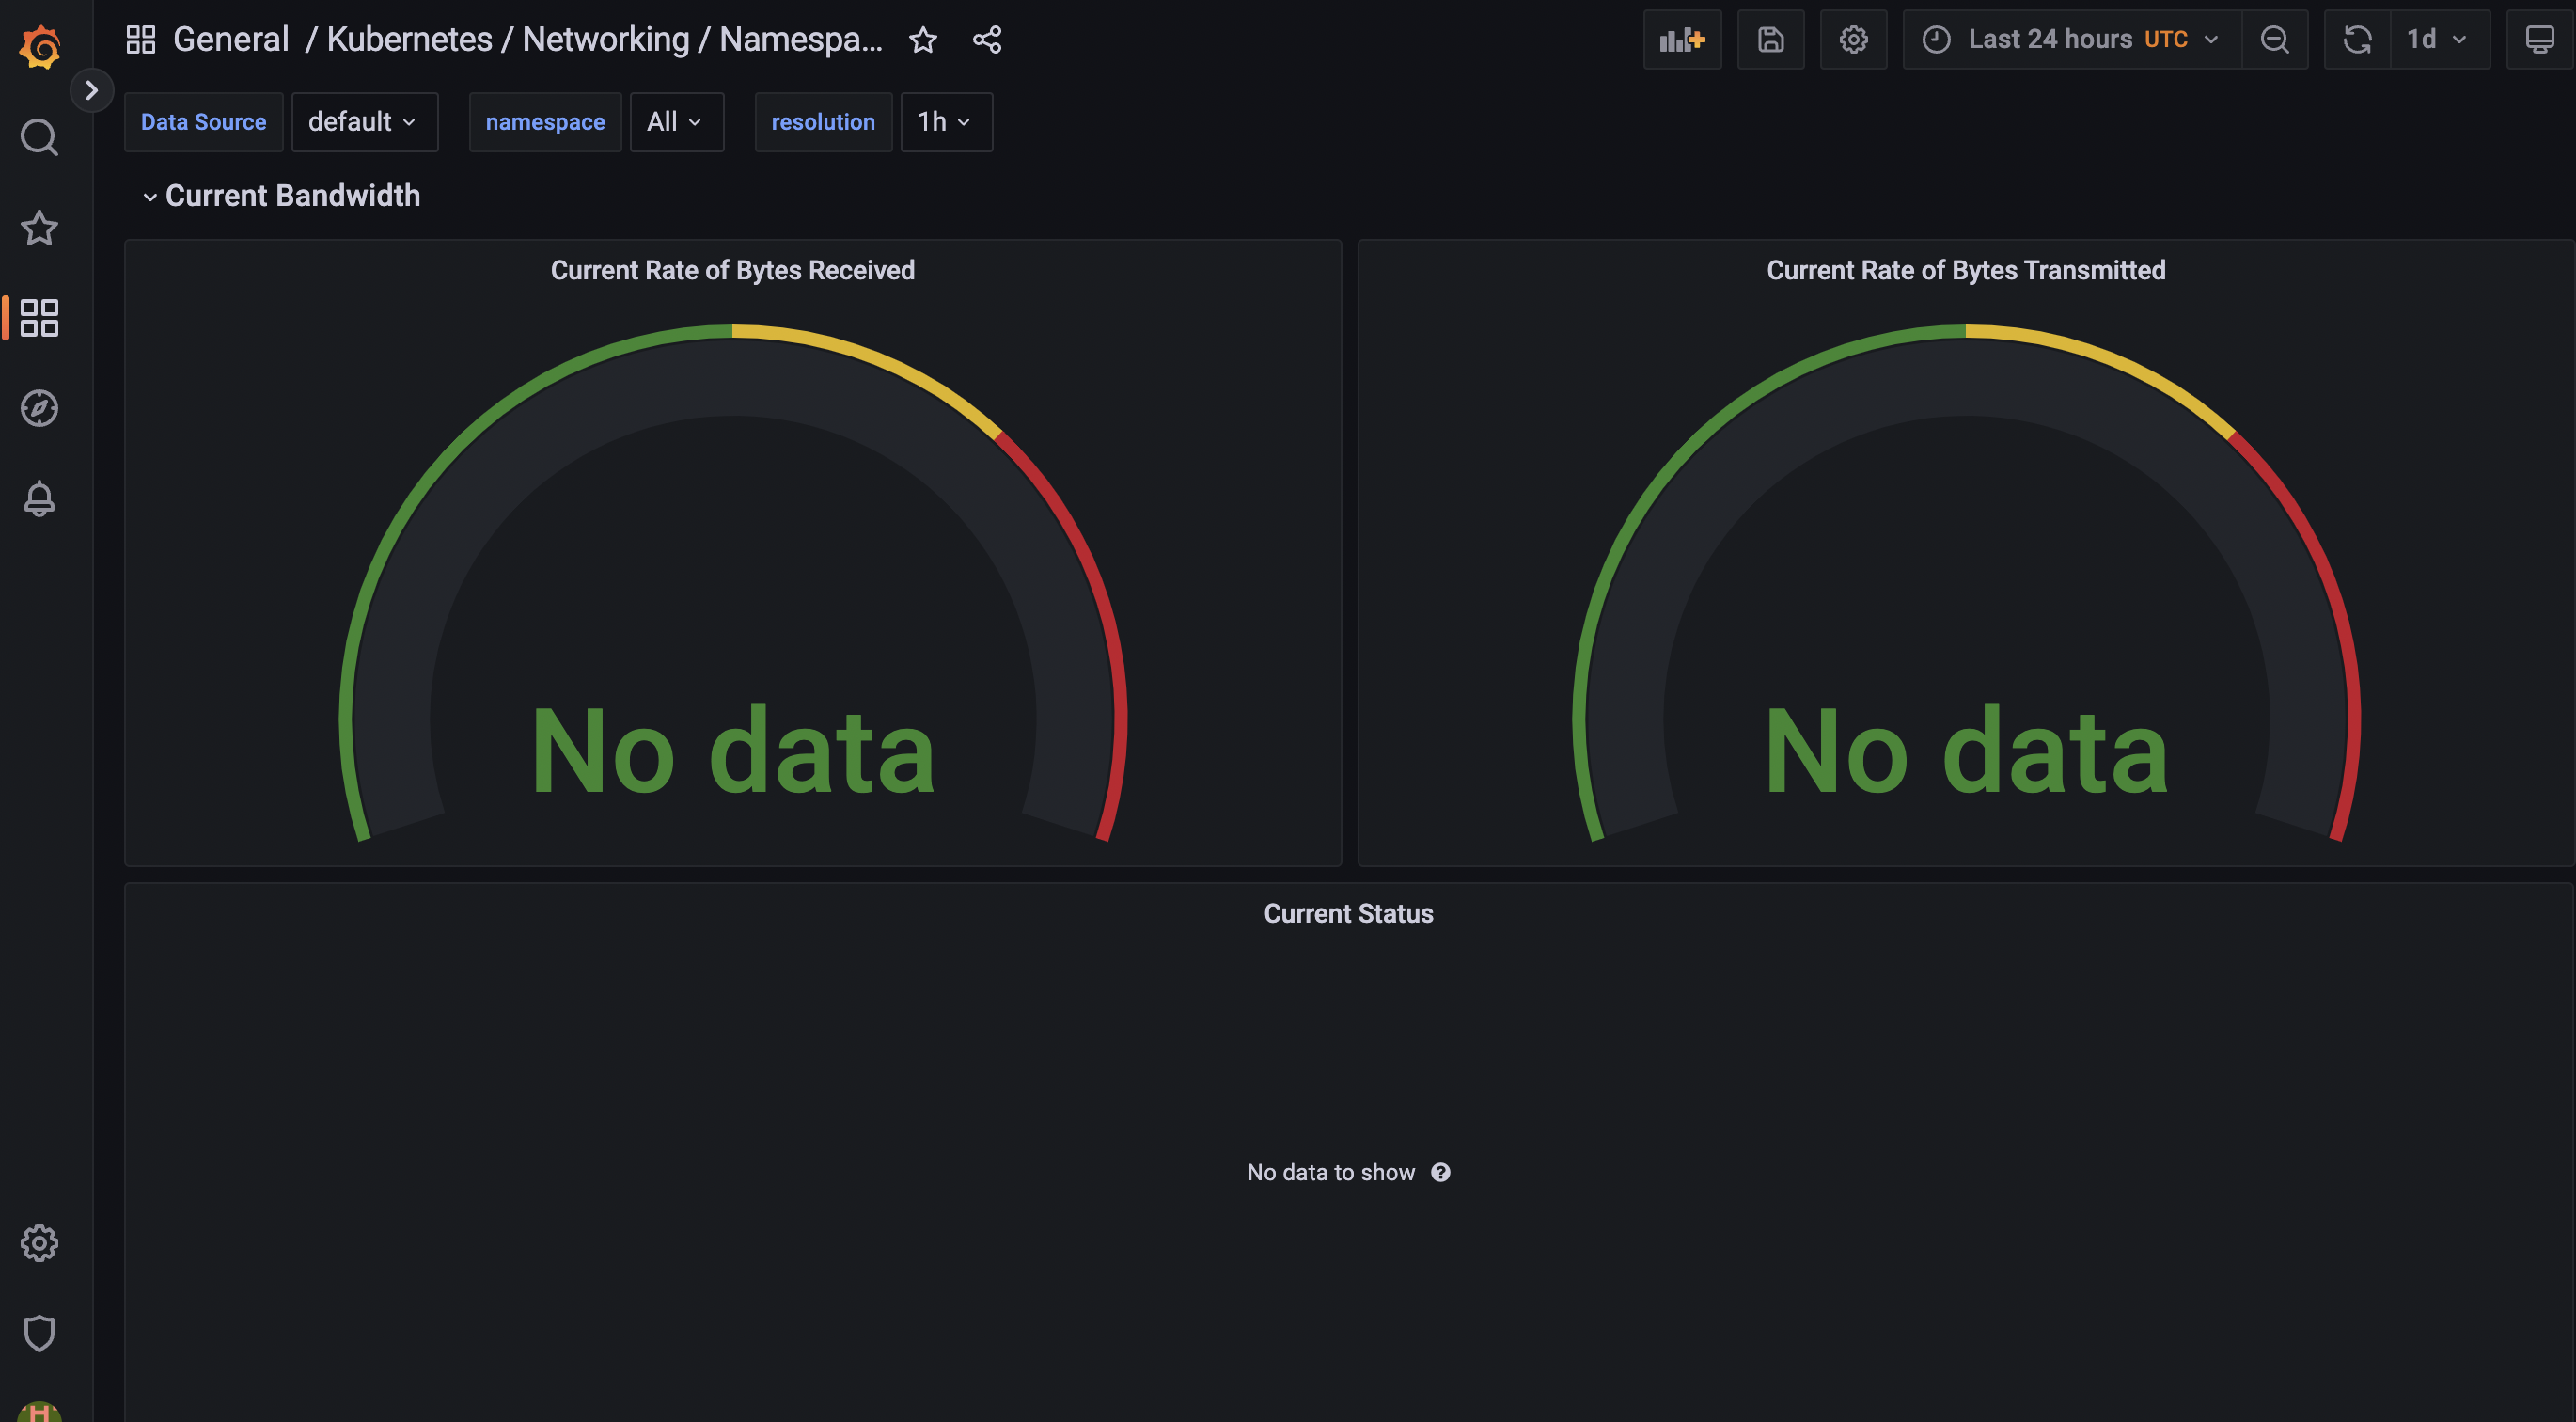 General / Kubernetes / Networking / Namespa...
Last 24 hours UTC
1d
Data Source
default
namespace
All
resolution
1h
Current Bandwidth
Current Rate of Bytes Received
No data
Current Rate of Bytes Transmitted
No data
Current Status
No data to show